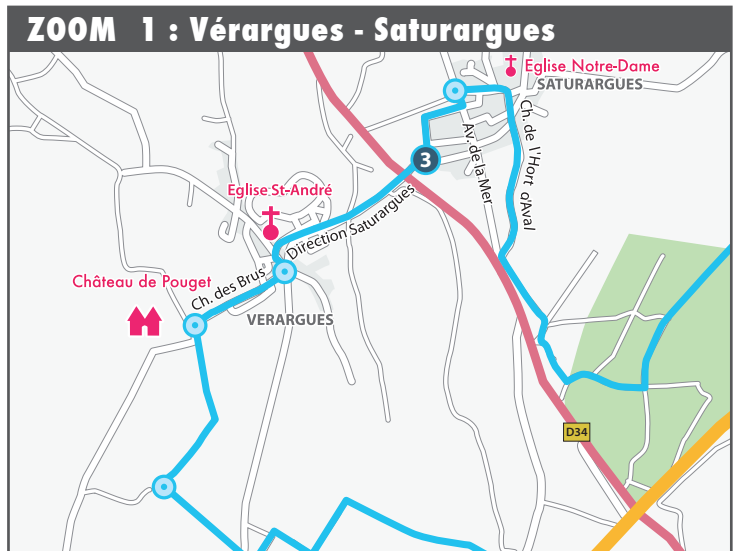 ZOOM 1 : Vérargues - Saturargues
Eglise Notre-Dame
SATURARGUES
Ch. de l'Hort d'Aval
Av. de la Mer
3
Eglise St-André
Direction Saturargues
Château de Pouget
Ch. des Brus
VERARGUES
D34